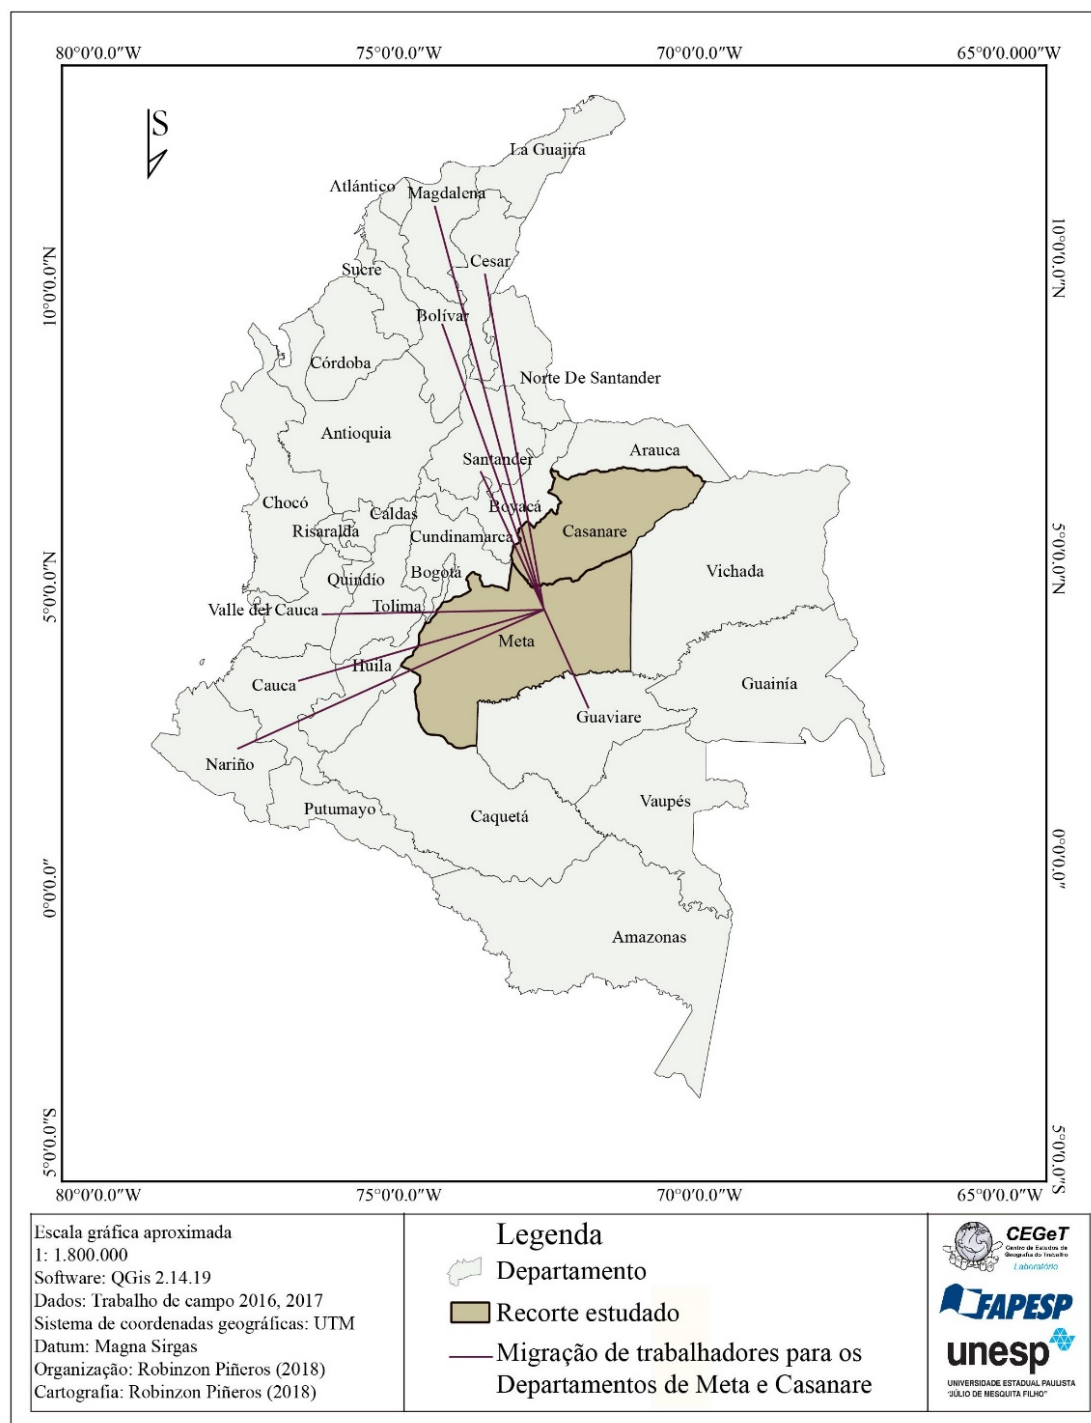 80°0'0.0"W 75°0'0.0"W 70°0'0.0"W 65°0'0.000"W
S
La Guajira
Atlántico
Magdalena
10°0'0.0"N
10°0'0.0"N
Cesar
Sucre
Bolívar
Córdoba
Norte De Santander
Antioquia
Arauca
Santander
Chocó
Boyacá
Caldas
Risaralda
Cundinamarca
Casanare
5°0'0.0"N
5°0'0.0"N
Quindío
Bogotá
Vichada
Valle del Cauca
Tolima
Meta
Huila
Cauca
Guainía
Guaviare
Nariño
Putumayo
Caquetá
Vaupés
0°0'0.0"
0°0'0.0"
Amazonas
5°0'0.0"S
5°0'0.0"S
80°0'0.0"W 75°0'0.0"W 70°0'0.0"W 65°0'0.0"W
Escala gráfica aproximada
1: 1.800.000
Software: QGis 2.14.19
Dados: Trabalho de campo 2016, 2017
Sistema de coordenadas geográficas: UTM
Datum: Magna Sirgas
Organização: Robinzon Piñeros (2018)
Cartografia: Robinzon Piñeros (2018)
Legenda
Departamento
Recorte estudado
Migração de trabalhadores para os
Departamentos de Meta e Casanare
CEGeT
Centro de Estudos de
Geografia do Trabalho
Laboratório
FAPESP
unesp
UNIVERSIDADE ESTADUAL PAULISTA
"JÚLIO DE MESQUITA FILHO"